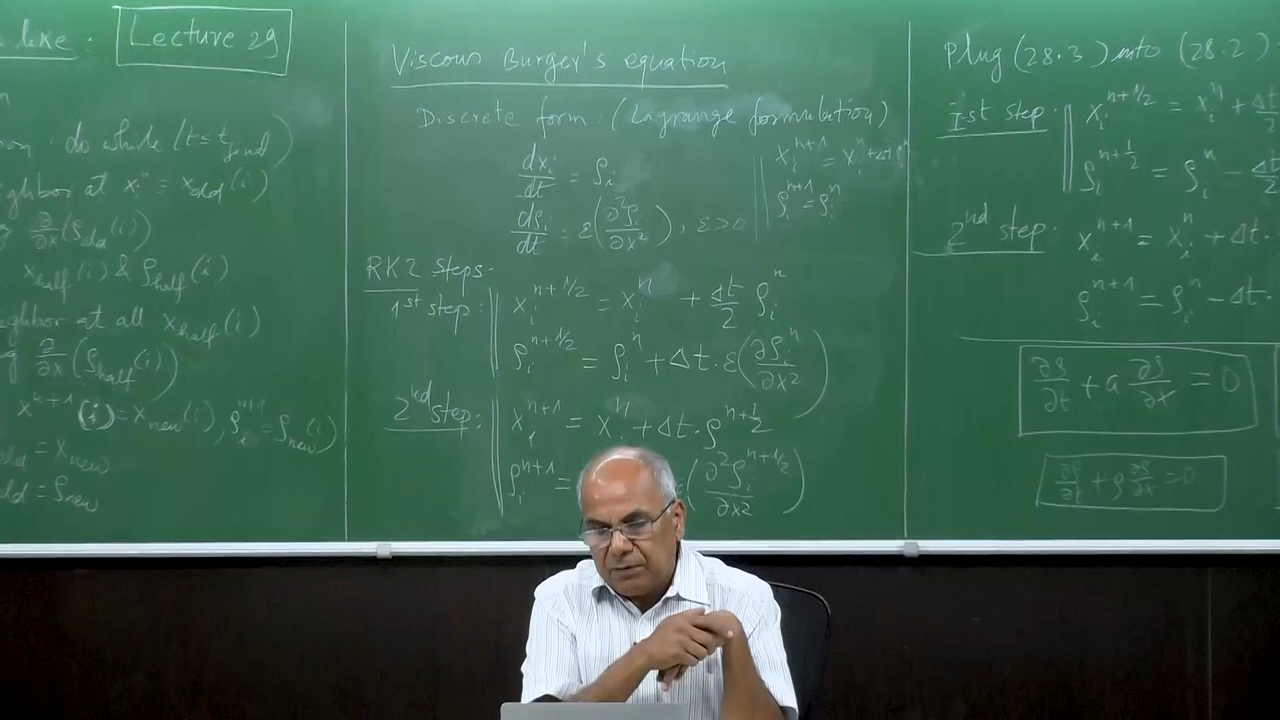 like. Lecture 29
do while (t ≤ t_final)
neighbor at x_i^n ≡ x_old(i)
∂/∂x (ρ_old(i))
x_half(i) & ρ_half(i)
neighbor at all x_half(i)
∂/∂x (ρ_half(i))
x^{n+1}(i) = x_new(i), ρ_i^{n+1} = ρ_new(i)
old = x_new
old = ρ_new
Viscous Burger's equation
Discrete form: (Lagrange formulation)
dx_i/dt = ρ_i
dρ_i/dt = ε(∂²ρ_i/∂x²), ε>0
x_i^{n+1} = x_i^n + Δt ρ^n
ρ_i^{n+1} = ρ_i^n
RK2 steps:
1st step: x_i^{n+1/2} = x_i^n + Δt/2 ρ_i^n
ρ_i^{n+1/2} = ρ_i^n + Δt. ε(∂ρ_i^n/∂x²)
2nd step: x_i^{n+1} = x^n + Δt. ρ^{n+1/2}
ρ_i^{n+1} = ε(∂²ρ_i^{n+1/2}/∂x²)
Plug (28.3) into (28.2)
I-st step. x_i^{n+1/2} = x_i^n + Δt/2
ρ_i^{n+1/2} = ρ_i^n − Δt/2
2nd step. x_i^{n+1} = x_i^n + Δt.
ρ_i^{n+1} = ρ_i^n − Δt.
∂ρ/∂t + a ∂ρ/∂x = 0
∂ρ/∂t + ρ ∂ρ/∂x = 0